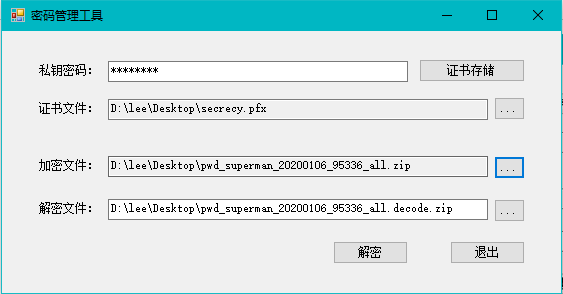 密码管理工具
私钥密码： ******** 证书存储
证书文件： D:\lee\Desktop\secrecy.pfx ...
加密文件： D:\lee\Desktop\pwd_superman_20200106_95336_all.zip ...
解密文件： D:\lee\Desktop\pwd_superman_20200106_95336_all.decode.zip ...
解密 退出